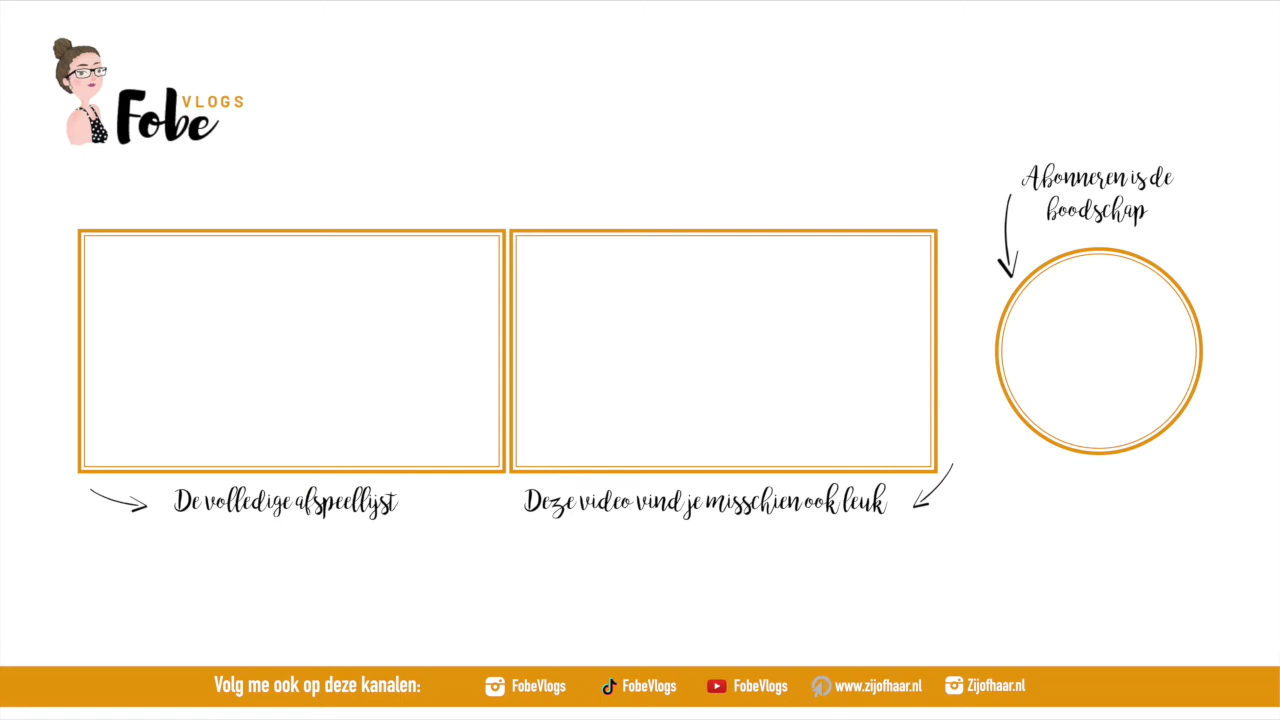 VLOGS
Fobe
Abonneren is de
boodschap
De volledige afspeellijst
Deze video vind je misschien ook leuk
Volg me ook op deze kanalen: FobeVlogs FobeVlogs FobeVlogs www.zijofhaar.nl Zijofhaar.nl